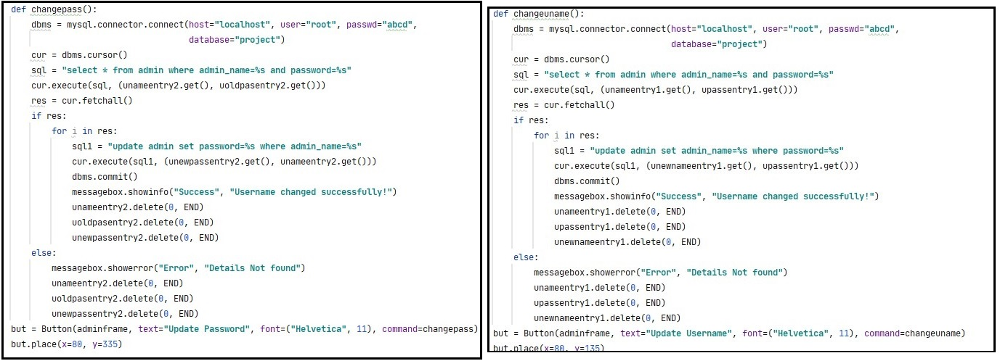 def changepass():
    dbms = mysql.connector.connect(host="localhost", user="root", passwd="abcd",
                                   database="project")
    cur = dbms.cursor()
    sql = "select * from admin where admin_name=%s and password=%s"
    cur.execute(sql, (unameentry2.get(), uoldpasentry2.get()))
    res = cur.fetchall()
    if res:
        for i in res:
            sql1 = "update admin set password=%s where admin_name=%s"
            cur.execute(sql1, (unewpassentry2.get(), unameentry2.get()))
            dbms.commit()
            messagebox.showinfo("Success", "Username changed successfully!")
            unameentry2.delete(0, END)
            uoldpasentry2.delete(0, END)
            unewpassentry2.delete(0, END)
    else:
        messagebox.showerror("Error", "Details Not found")
        unameentry2.delete(0, END)
        uoldpasentry2.delete(0, END)
        unewpassentry2.delete(0, END)
but = Button(adminframe, text="Update Password", font=("Helvetica", 11), command=changepass)
but.place(x=80, y=335)
def changeuname():
    dbms = mysql.connector.connect(host="localhost", user="root", passwd="abcd",
                                   database="project")
    cur = dbms.cursor()
    sql = "select * from admin where admin_name=%s and password=%s"
    cur.execute(sql, (unameentry1.get(), upassentry1.get()))
    res = cur.fetchall()
    if res:
        for i in res:
            sql1 = "update admin set admin_name=%s where password=%s"
            cur.execute(sql1, (unewnameentry1.get(), upassentry1.get()))
            dbms.commit()
            messagebox.showinfo("Success", "Username changed successfully!")
            unameentry1.delete(0, END)
            upassentry1.delete(0, END)
            unewnameentry1.delete(0, END)
    else:
        messagebox.showerror("Error", "Details Not found")
        unameentry1.delete(0, END)
        upassentry1.delete(0, END)
        unewnameentry1.delete(0, END)
but = Button(adminframe, text="Update Username", font=("Helvetica", 11), command=changeuname)
but.place(x=80, y=135)